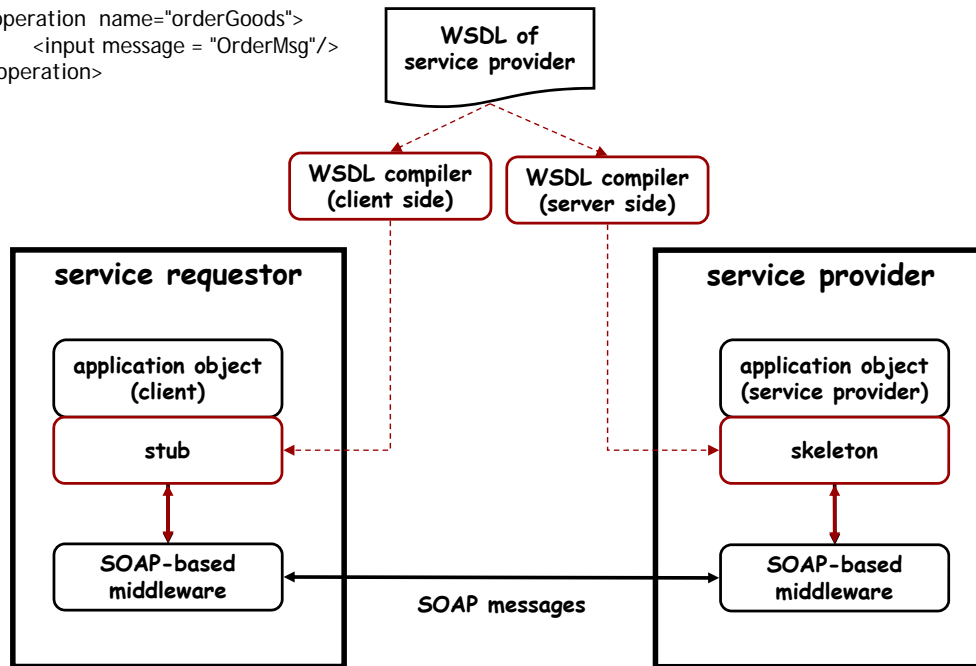 operation name="orderGoods">
<input message = "OrderMsg"/>
operation>
WSDL of
service provider
WSDL compiler
(client side)
WSDL compiler
(server side)
service requestor
service provider
application object
(client)
application object
(service provider)
stub
skeleton
SOAP-based
middleware
SOAP-based
middleware
SOAP messages